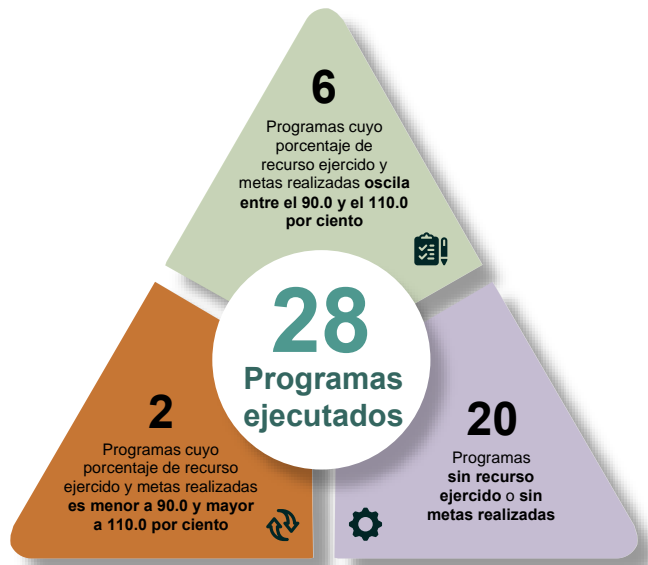 6
Programas cuyo
porcentaje de
recurso ejercido y
metas realizadas oscila
entre el 90.0 y el 110.0
por ciento
28
Programas
ejecutados
2
Programas cuyo
porcentaje de recurso
ejercido y metas realizadas
es menor a 90.0 y mayor
a 110.0 por ciento
20
Programas
sin recurso
ejercido o sin
metas realizadas